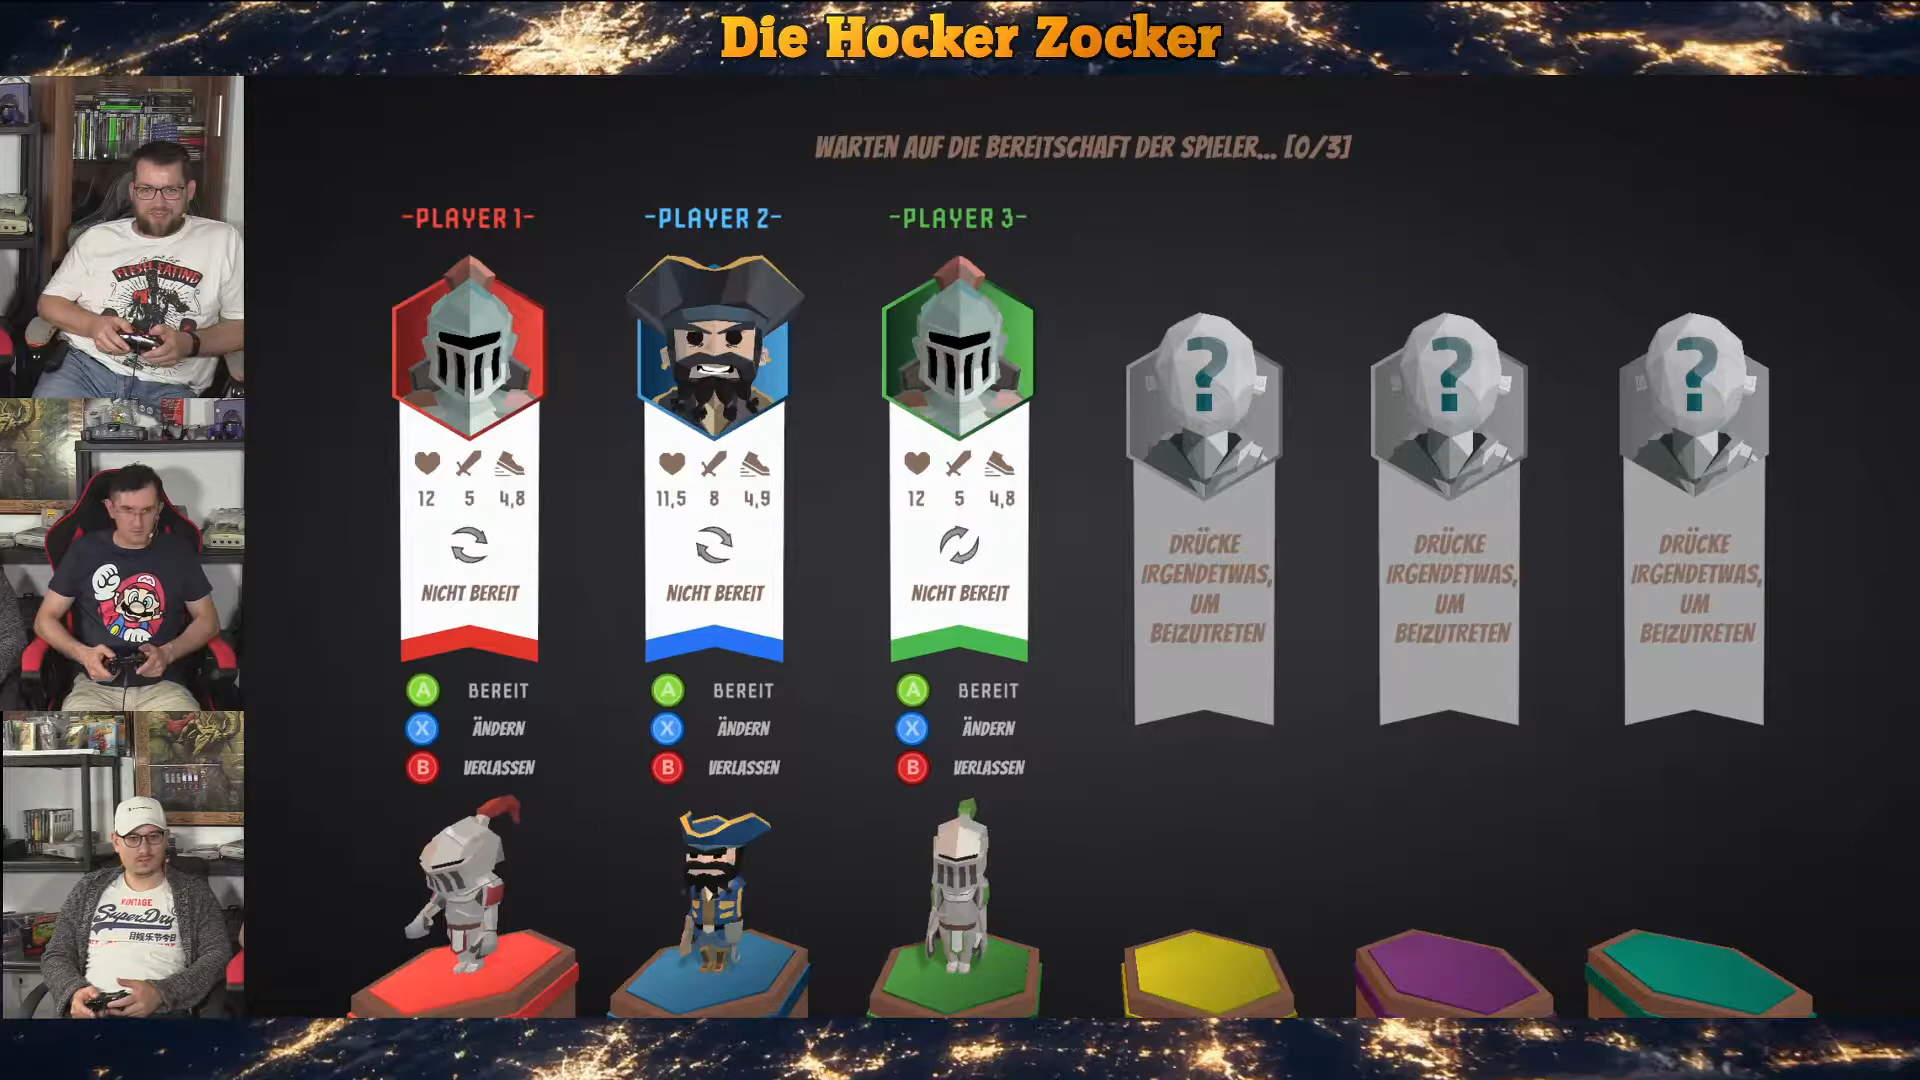 Die Hocker Zocker
WARTEN AUF DIE BEREITSCHAFT DER SPIELER... [0/3]
-PLAYER 1-
-PLAYER 2-
-PLAYER 3-
? ? ?
12 5 4,8
11,5 8 4,9
12 5 4,8
NICHT BEREIT
NICHT BEREIT
NICHT BEREIT
DRÜCKE
IRGENDETWAS,
UM
BEIZUTRETEN
DRÜCKE
IRGENDETWAS,
UM
BEIZUTRETEN
DRÜCKE
IRGENDETWAS,
UM
BEIZUTRETEN
A BEREIT
X ÄNDERN
B VERLASSEN
A BEREIT
X ÄNDERN
B VERLASSEN
A BEREIT
X ÄNDERN
B VERLASSEN
FLESH EATING
VINTAGE
SuperDry